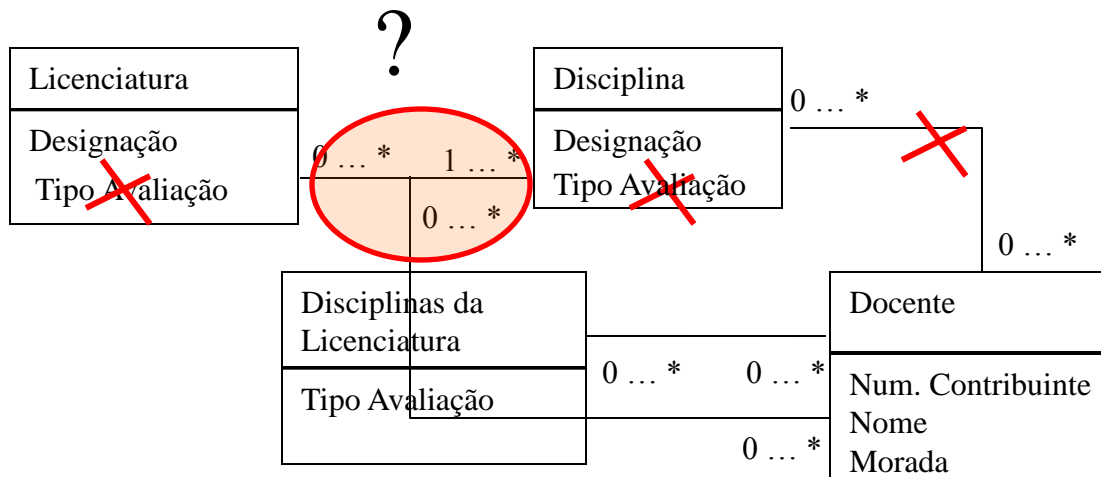 ?
Licenciatura
Designação
Tipo Avaliação
0 … *
1 … *
0 … *
Disciplina
Designação
Tipo Avaliação
0 … *
0 … *
Disciplinas da
Licenciatura
Tipo Avaliação
0 … *
0 … *
0 … *
Docente
Num. Contribuinte
Nome
Morada